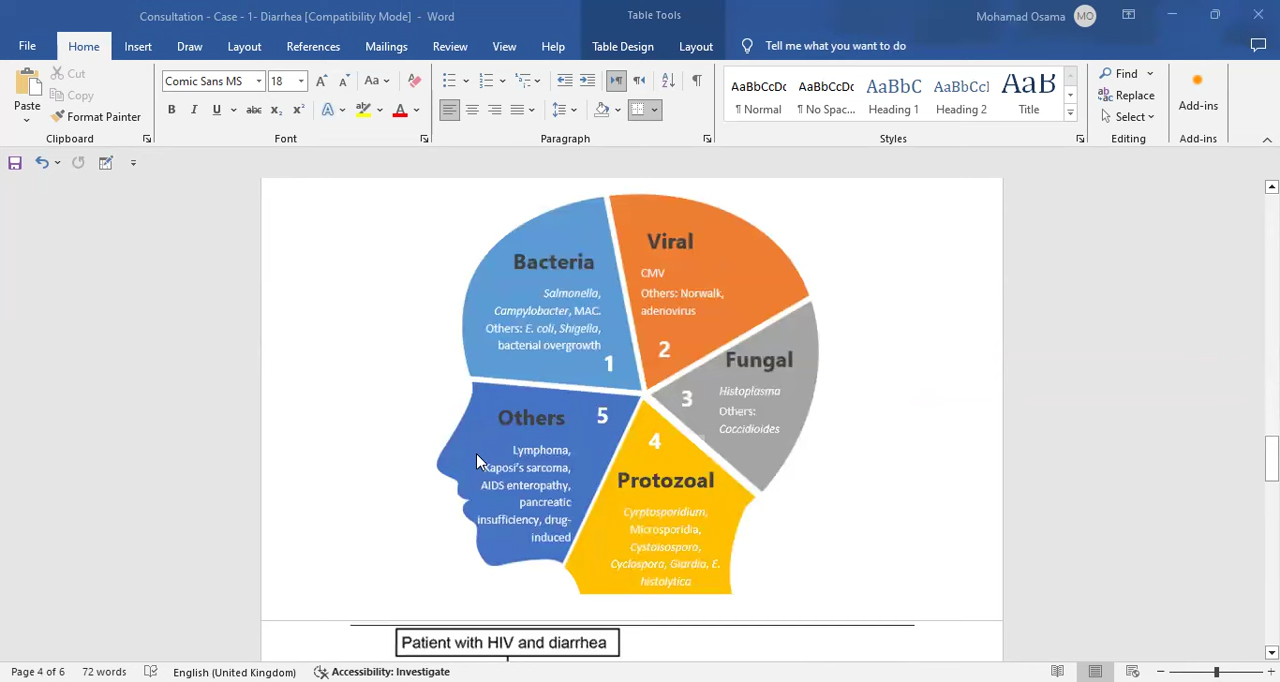 Consultation - Case - 1- Diarrhea [Compatibility Mode] - Word
Table Tools
Mohamad Osama
MO
File
Home
Insert
Draw
Layout
References
Mailings
Review
View
Help
Table Design
Layout
Tell me what you want to do
Paste
Cut
Copy
Format Painter
Clipboard
Comic Sans MS
18
Font
Paragraph
AaBbCcDc
¶ Normal
AaBbCcDc
¶ No Spac...
AaBbC
Heading 1
AaBbCcI
Heading 2
AaB
Title
Styles
Find
Replace
Select
Editing
Add-ins
Add-ins
Bacteria
Salmonella,
Campylobacter, MAC.
Others: E. coli, Shigella,
bacterial overgrowth
1
Viral
CMV
Others: Norwalk,
adenovirus
2
Fungal
Histoplasma
Others:
Coccidioides
3
Protozoal
Cyrptosporidium,
Microsporidia,
Cystoisospora,
Cyclospora, Giardia, E.
histolytica
4
Others
Lymphoma,
Kaposi's sarcoma,
AIDS enteropathy,
pancreatic
insufficiency, drug-
induced
5
Patient with HIV and diarrhea
Page 4 of 6
72 words
English (United Kingdom)
Accessibility: Investigate